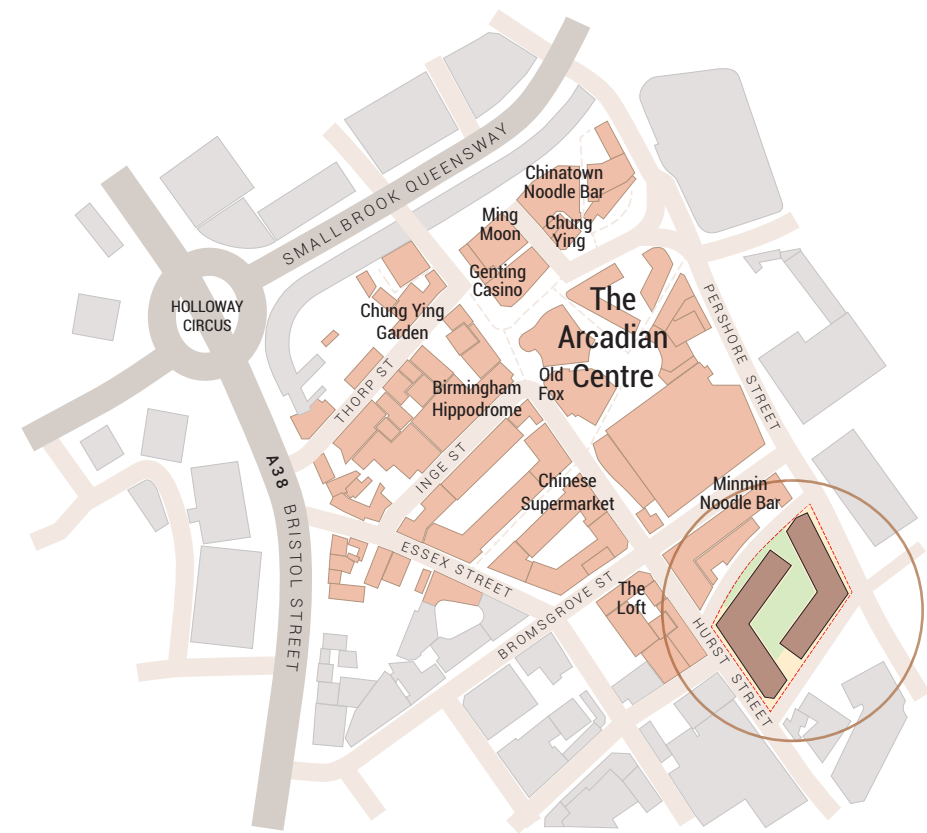 SMALLBROOK QUEENSWAY
Chinatown
Noodle Bar
Ming
Moon
Chung
Ying
Genting
Casino
HOLLOWAY
CIRCUS
Chung Ying
Garden
The
Arcadian
Centre
PERSHORE STREET
THORP ST
Birmingham
Hippodrome
Old
Fox
INGE ST
A38 BRISTOL STREET
Chinese
Supermarket
Minmin
Noodle Bar
ESSEX STREET
BROMSGROVE ST
The
Loft
HURST STREET